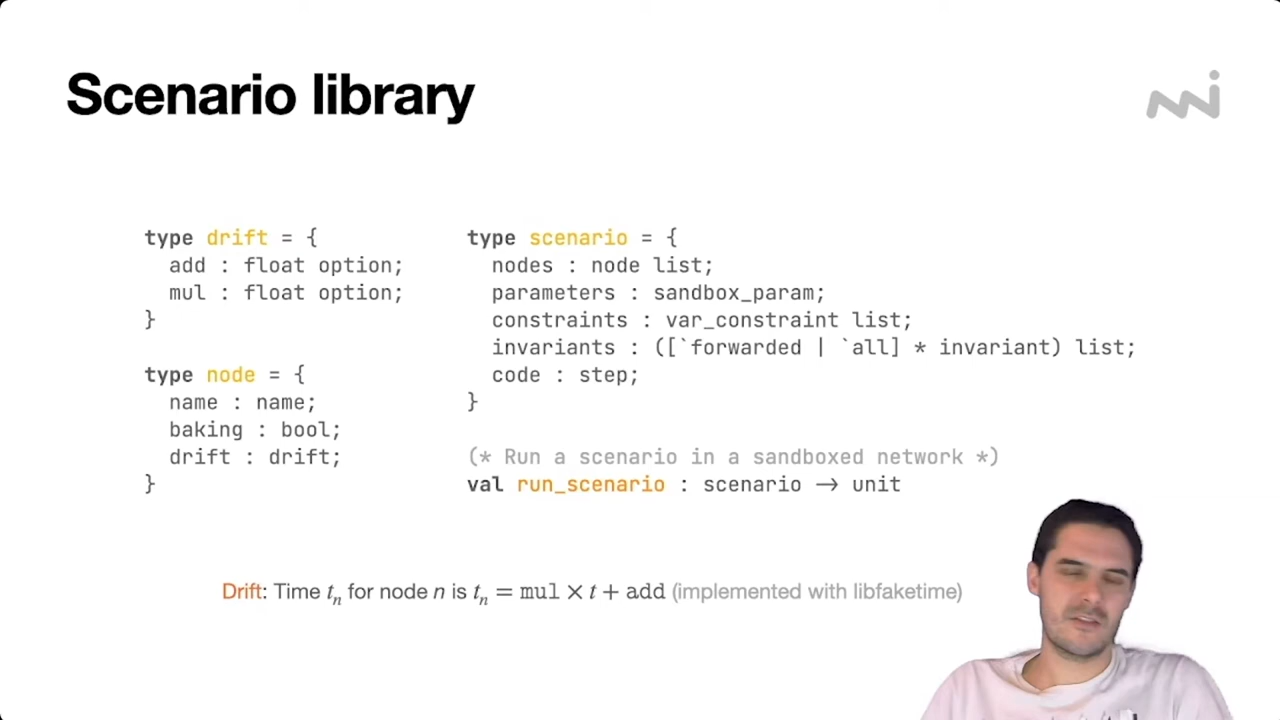 Scenario library
type drift = {
add : float option;
mul : float option;
}
type node = {
name : name;
baking : bool;
drift : drift;
}
type scenario = {
nodes : node list;
parameters : sandbox_param;
constraints : var_constraint list;
invariants : ([`forwarded | `all] * invariant) list;
code : step;
}
(* Run a scenario in a sandboxed network *)
val run_scenario : scenario → unit
Drift: Time tₙ for node n is tₙ = mul × t + add (implemented with libfaketime)